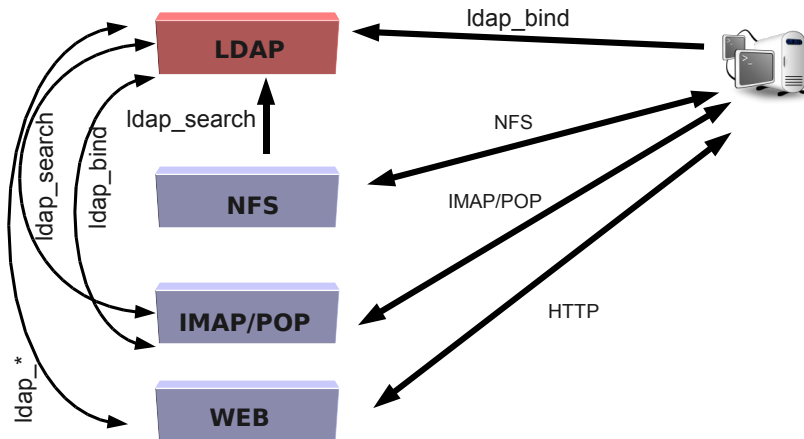 ldap_bind
LDAP
ldap_search
NFS
ldap_search
ldap_bind
NFS
IMAP/POP
IMAP/POP
HTTP
ldap_*
WEB